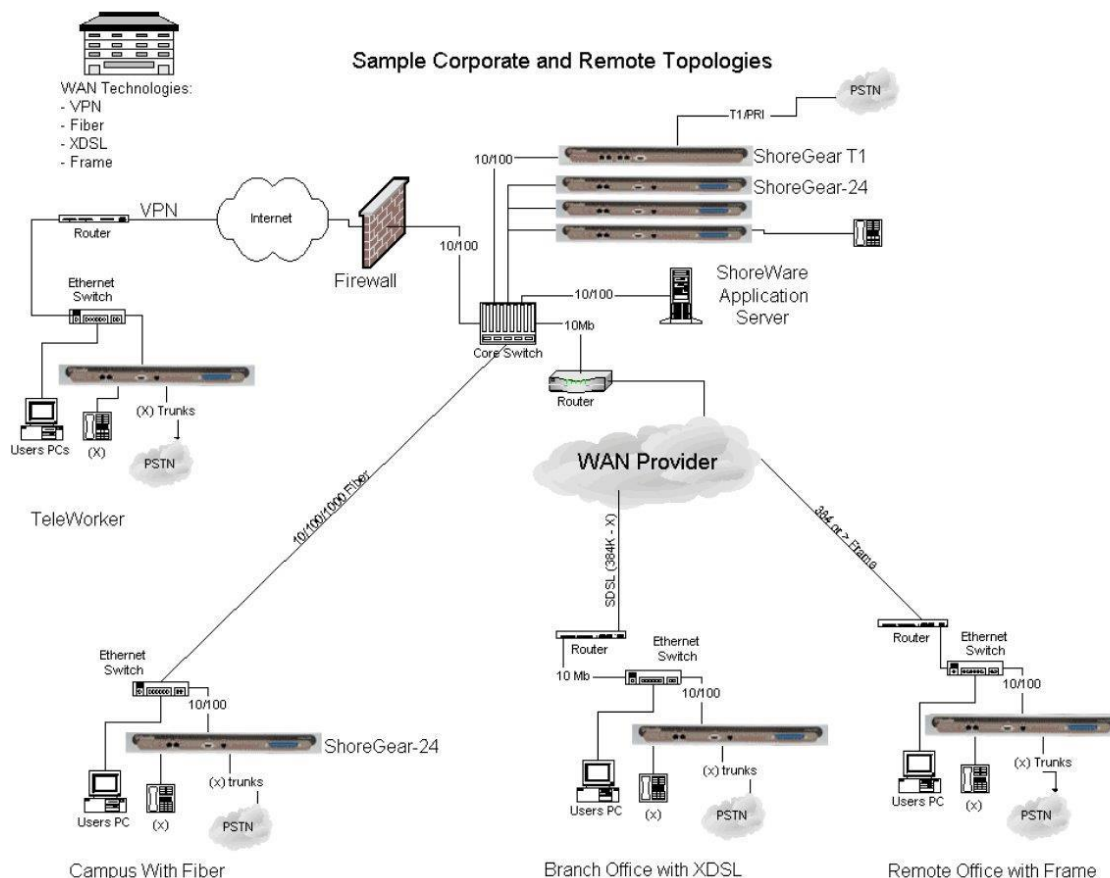 Sample Corporate and Remote Topologies
WAN Technologies:
- VPN
- Fiber
- XDSL
- Frame
PSTN
T1/PRI
10/100
ShoreGear T1
ShoreGear-24
VPN
Router
Internet
Firewall
10/100
Ethernet
Switch
ShoreWare
Application
Server
10/100
10Mb
Core Switch
Router
(X) Trunks
Users PCs
(X)
PSTN
TeleWorker
WAN Provider
10/100/1000 Fiber
SDSL (384K - X)
384 or > Frame
Ethernet
Switch
10/100
ShoreGear-24
Users PC
(x)
(x) trunks
PSTN
Campus With Fiber
Router
10 Mb
Ethernet
Switch
10/100
Users PC
(x)
(x) trunks
PSTN
Branch Office with XDSL
Router
Ethernet
Switch
10/100
Users PC
(x)
(x) Trunks
PSTN
Remote Office with Frame